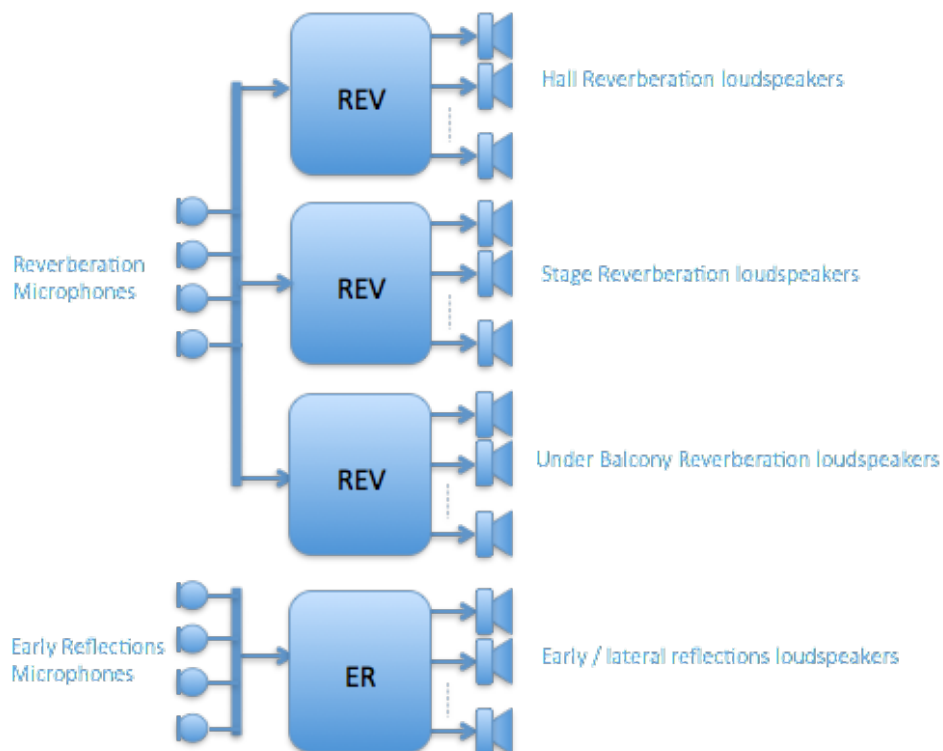 REV
Hall Reverberation loudspeakers
Reverberation
Microphones
REV
Stage Reverberation loudspeakers
REV
Under Balcony Reverberation loudspeakers
Early Reflections
Microphones
ER
Early / lateral reflections loudspeakers